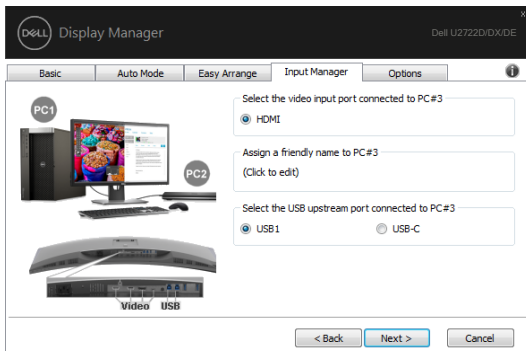 DELL Display Manager
Dell U2722D/DX/DE
Basic
Auto Mode
Easy Arrange
Input Manager
Options
PC1
PC2
Video USB
Select the video input port connected to PC#3
HDMI
Assign a friendly name to PC#3
(Click to edit)
Select the USB upstream port connected to PC#3
USB1
USB-C
< Back
Next >
Cancel